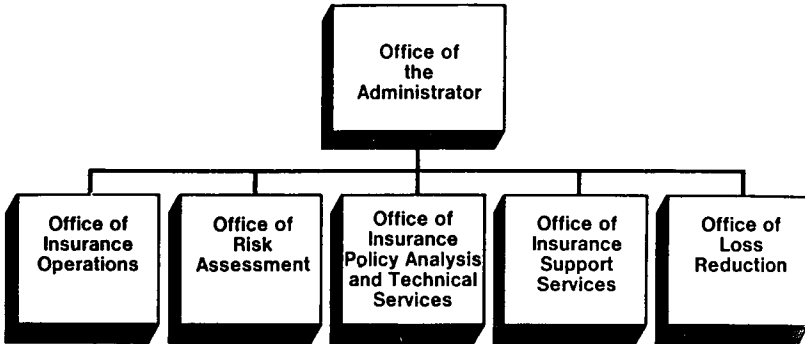 Office of
the
Administrator
Office of
Insurance
Operations
Office of
Risk
Assessment
Office of
Insurance
Policy Analysis
and Technical
Services
Office of
Insurance
Support
Services
Office of
Loss
Reduction